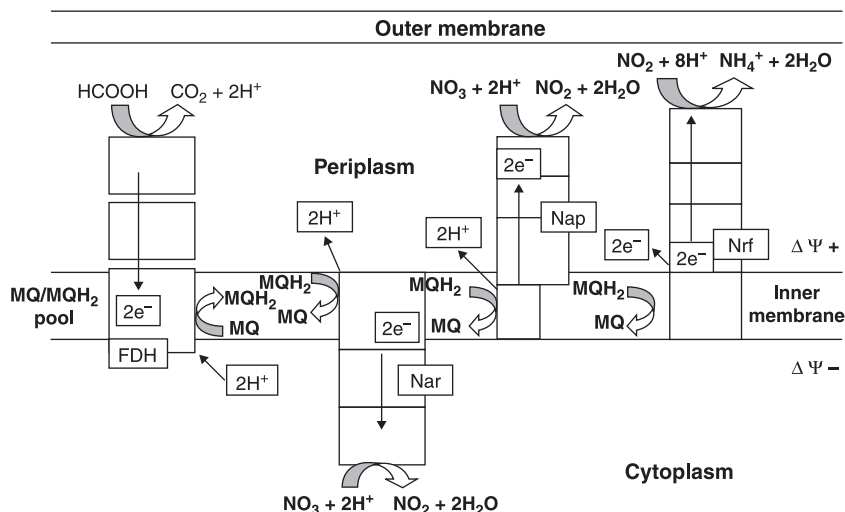 Outer membrane
HCOOH
CO₂ + 2H⁺
NO₃ + 2H⁺
NO₂ + 2H₂O
NO₂ + 8H⁺
NH₄⁺ + 2H₂O
Periplasm
2e⁻
2H⁺
Nap
2H⁺
2e⁻
2e⁻
Nrf
Δ Ψ +
MQ/MQH₂
pool
2e⁻
MQH₂
MQ
MQH₂
MQ
2e⁻
MQH₂
MQ
MQH₂
MQ
Inner
membrane
FDH
2H⁺
Nar
Δ Ψ −
NO₃ + 2H⁺
NO₂ + 2H₂O
Cytoplasm